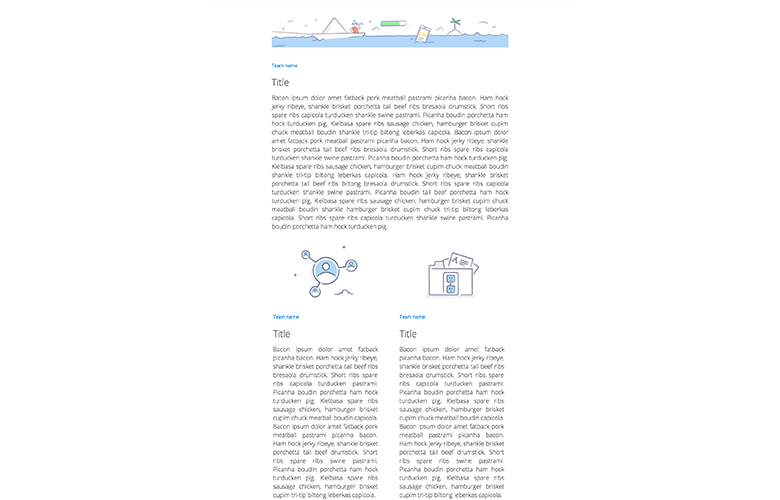 Team name
Title
Bacon ipsum dolor amet fatback pork meatball pastrami picanha bacon. Ham hock
jerky ribeye, shankle brisket porchetta tail beef ribs bresaola drumstick. Short ribs
spare ribs capicola turducken shankle swine pastrami. Picanha boudin porchetta ham
hock turducken pig. Kielbasa spare ribs sausage chicken, hamburger brisket cupim
chuck meatball boudin shankle tri-tip biltong leberkas capicola. Bacon ipsum dolor
amet fatback pork meatball pastrami picanha bacon. Ham hock jerky ribeye, shankle
brisket porchetta tail beef ribs bresaola drumstick. Short ribs spare ribs capicola
turducken shankle swine pastrami. Picanha boudin porchetta ham hock turducken pig.
Kielbasa spare ribs sausage chicken, hamburger brisket cupim chuck meatball boudin
shankle tri-tip biltong leberkas capicola. Ham hock jerky ribeye, shankle brisket
porchetta tail beef ribs biltong bresaola drumstick. Short ribs spare ribs capicola
turducken shankle swine pastrami. Picanha boudin tail beef ribs porchetta ham hock
turducken pig. Kielbasa spare ribs sausage chicken, hamburger brisket cupim chuck
meatball boudin shankle hamburger brisket cupim chuck tri-tip biltong leberkas
capicola. Short ribs spare ribs capicola turducken shankle swine pastrami. Picanha
boudin porchetta ham hock turducken pig.
A
Team name
Title
Bacon ipsum dolor amet fatback
picanha bacon. Ham hock jerky ribeye,
shankle brisket porchetta tail beef ribs
bresaola drumstick. Short ribs spare
ribs capicola turducken pastrami.
Picanha boudin porchetta ham hock
turducken pig. Kielbasa spare ribs
sausage chicken, hamburger brisket
cupim chuck meatball boudin capicola.
Bacon ipsum dolor amet fatback pork
meatball pastrami picanha bacon.
Ham hock jerky ribeye, shankle brisket
porchetta tail beef ribs drumstick. Short
ribs spare ribs swine pastrami.
Picanha boudin porchetta ham hock
turducken pig. Kielbasa spare ribs
sausage chicken, hamburger brisket
cupim tri-tip biltong leberkas capicola.
Team name
Title
Bacon ipsum dolor amet fatback
picanha bacon. Ham hock jerky ribeye,
shankle brisket porchetta tail beef ribs
bresaola drumstick. Short ribs spare
ribs capicola turducken pastrami.
Picanha boudin porchetta ham hock
turducken pig. Kielbasa spare ribs
sausage chicken, hamburger brisket
cupim chuck meatball boudin capicola.
Bacon ipsum dolor amet fatback pork
meatball pastrami picanha bacon.
Ham hock jerky ribeye, shankle brisket
porchetta tail beef ribs drumstick. Short
ribs spare ribs swine pastrami.
Picanha boudin porchetta ham hock
turducken pig. Kielbasa spare ribs
sausage chicken, hamburger brisket
cupim tri-tip biltong leberkas capicola.